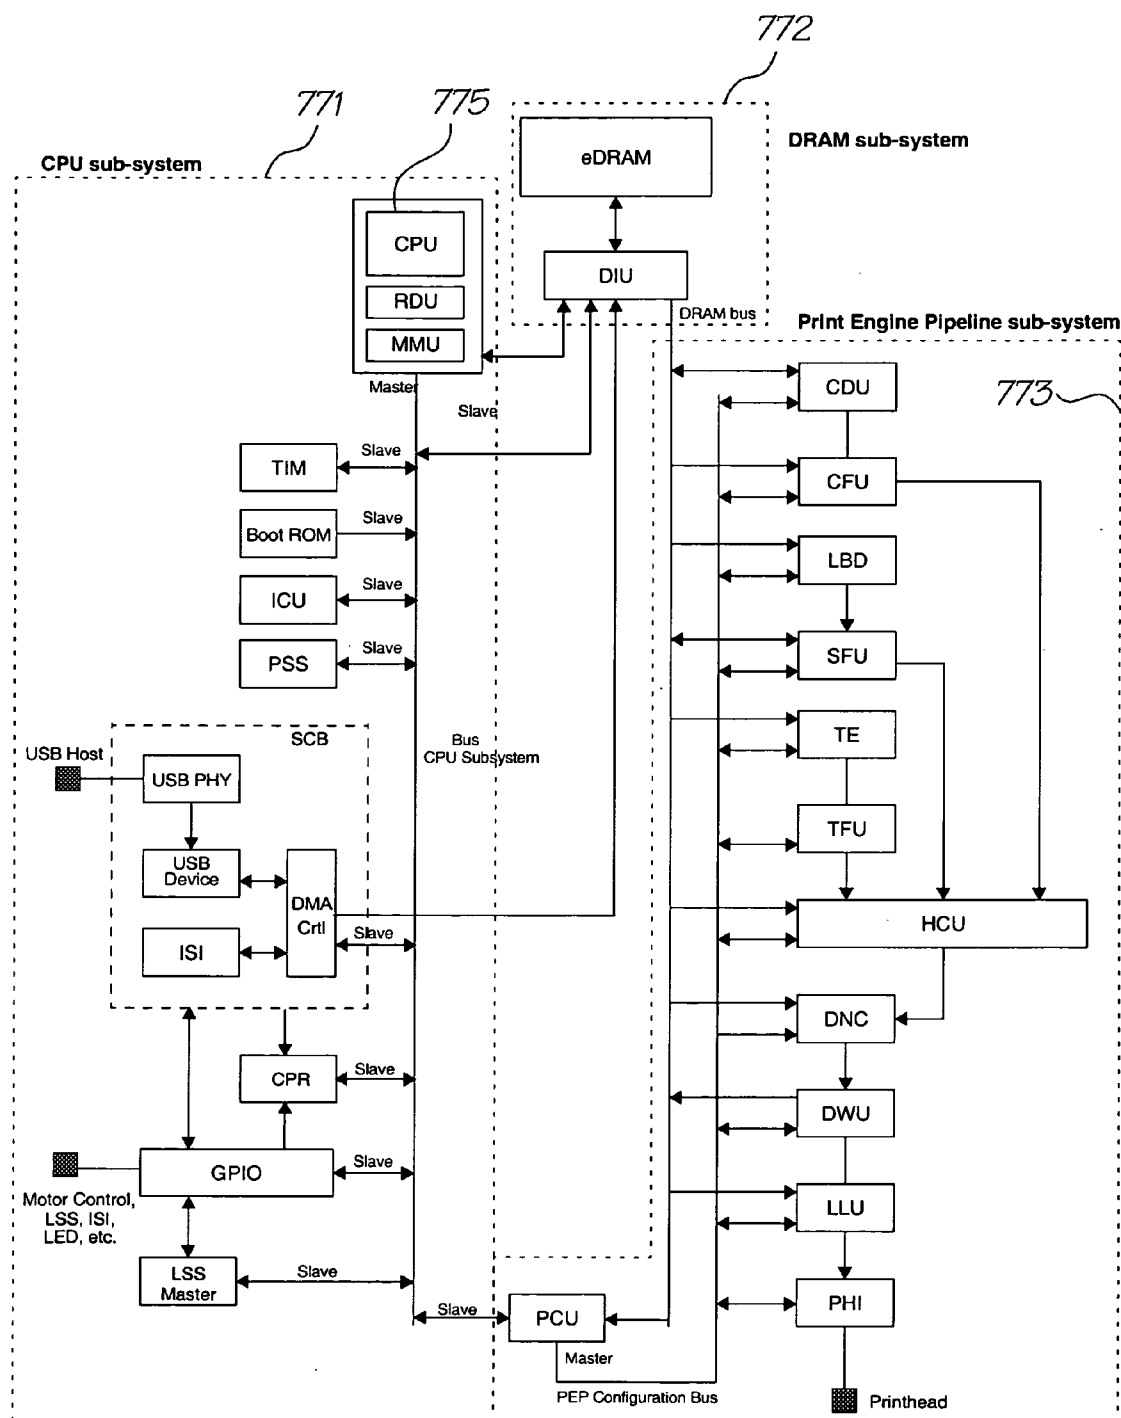 772
771
775
CPU sub-system
DRAM sub-system
eDRAM
CPU
DIU
RDU
DRAM bus
MMU
Print Engine Pipeline sub-system
Master
Slave
CDU
773
TIM
Slave
CFU
Boot ROM
Slave
LBD
ICU
Slave
PSS
Slave
SFU
SCB
Bus
CPU Subsystem
TE
USB Host
USB PHY
TFU
USB
Device
DMA
Crtl
Slave
HCU
ISI
DNC
CPR
Slave
DWU
GPIO
Slave
Motor Control,
LSS, ISI,
LED, etc.
LLU
LSS
Master
Slave
Slave
PCU
PHI
Master
PEP Configuration Bus
Printhead